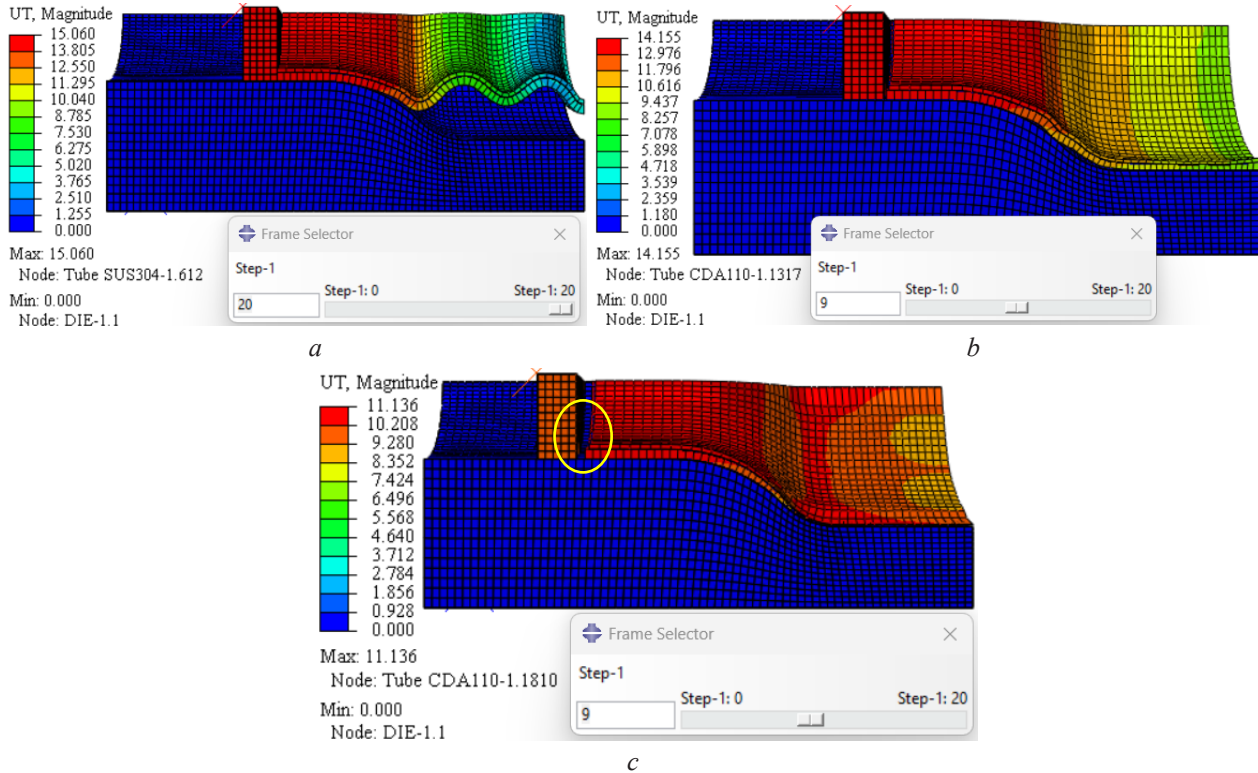 UT, Magnitude
15.060
13.805
12.550
11.295
10.040
8.785
7.530
6.275
5.020
3.765
2.510
1.255
0.000
Max: 15.060
Node: Tube SUS304-1.612
Min: 0.000
Node: DIE-1.1
Frame Selector
Step-1
Step-1: 0 Step-1: 20
20
a
UT, Magnitude
14.155
12.976
11.796
10.616
9.437
8.257
7.078
5.898
4.718
3.539
2.359
1.180
0.000
Max: 14.155
Node: Tube CDA110-1.1317
Min: 0.000
Node: DIE-1.1
Frame Selector
Step-1
Step-1: 0 Step-1: 20
9
b
UT, Magnitude
11.136
10.208
9.280
8.352
7.424
6.496
5.568
4.640
3.712
2.784
1.856
0.928
0.000
Max: 11.136
Node: Tube CDA110-1.1810
Min: 0.000
Node: DIE-1.1
Frame Selector
Step-1
Step-1: 0 Step-1: 20
9
c